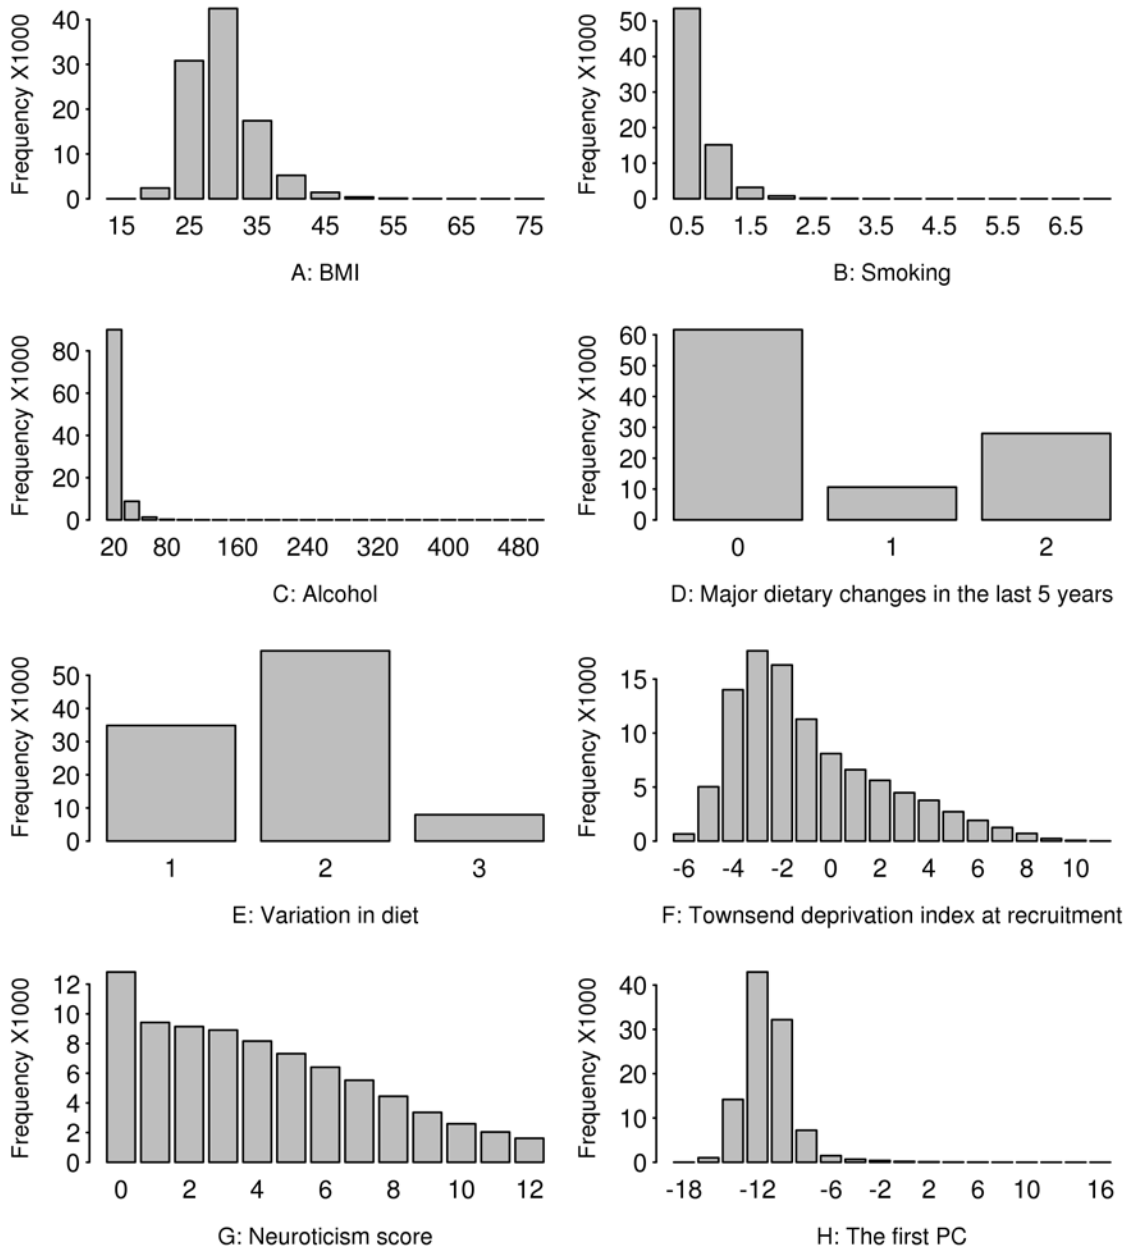 Frequency X1000
40
30
20
10
0
15 25 35 45 55 65 75
A: BMI
Frequency X1000
50
40
30
20
10
0
0.5 1.5 2.5 3.5 4.5 5.5 6.5
B: Smoking
Frequency X1000
80
60
40
20
0
20 80 160 240 320 400 480
C: Alcohol
Frequency X1000
60
50
40
30
20
10
0
0 1 2
D: Major dietary changes in the last 5 years
Frequency X1000
50
40
30
20
10
0
1 2 3
E: Variation in diet
Frequency X1000
15
10
5
0
-6 -4 -2 0 2 4 6 8 10
F: Townsend deprivation index at recruitment
Frequency X1000
12
10
8
6
4
2
0
0 2 4 6 8 10 12
G: Neuroticism score
Frequency X1000
40
30
20
10
0
-18 -12 -6 -2 2 6 10 16
H: The first PC